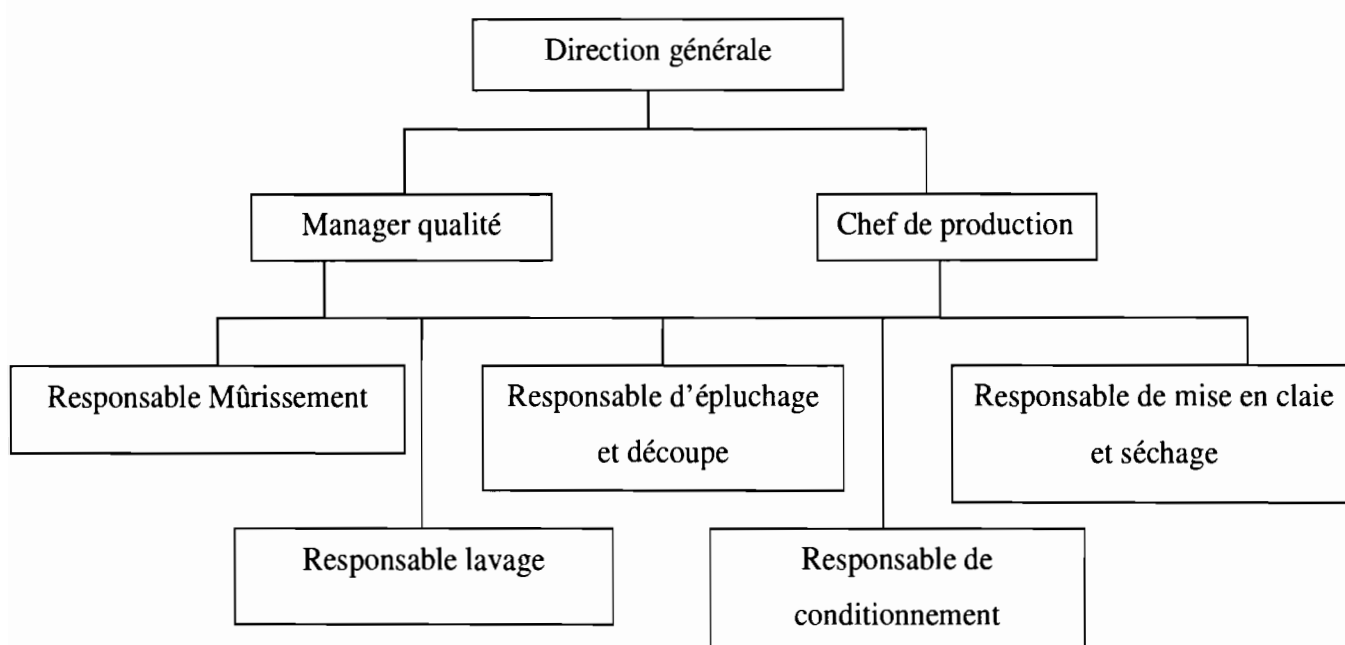 Direction générale
Manager qualité
Chef de production
Responsable Mûrissement
Responsable d'épluchage
et découpe
Responsable de mise en claie
et séchage
Responsable lavage
Responsable de
conditionnement